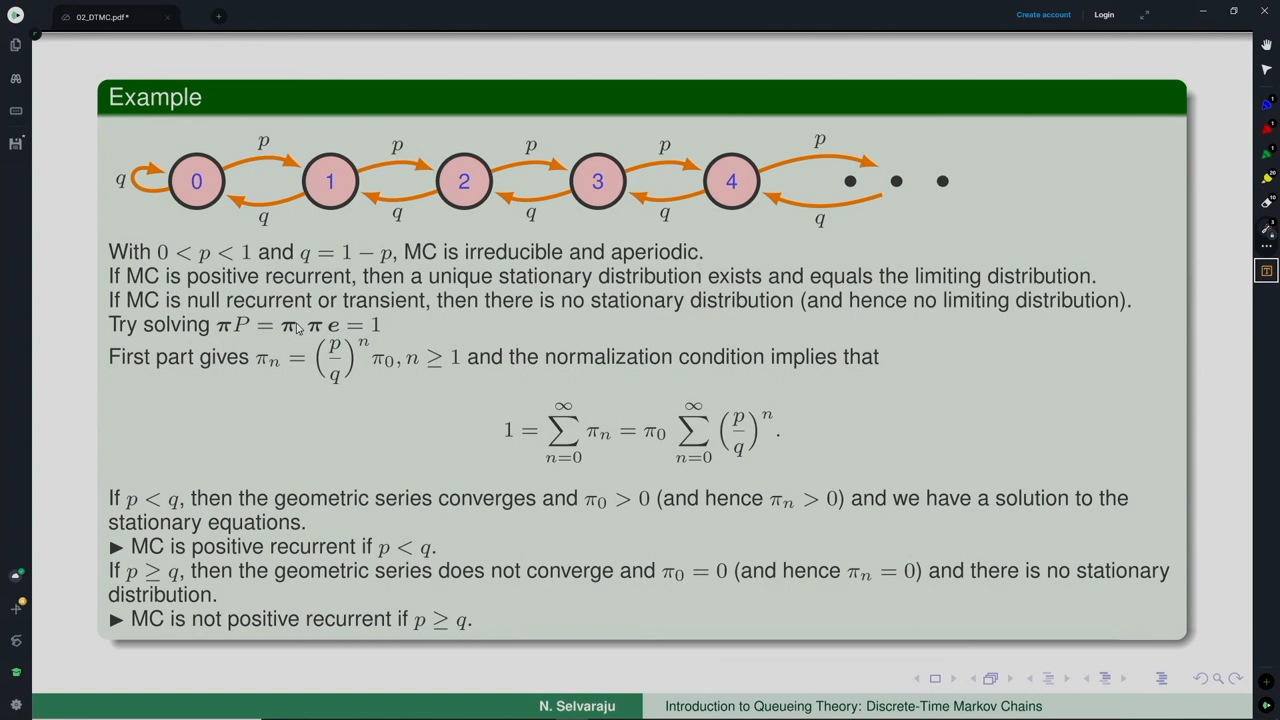 02_DTMC.pdf*
Create account
Login
Example
p p p p p
q 0 1 2 3 4 • • •
q q q q q
With 0 < p < 1 and q = 1 − p, MC is irreducible and aperiodic.
If MC is positive recurrent, then a unique stationary distribution exists and equals the limiting distribution.
If MC is null recurrent or transient, then there is no stationary distribution (and hence no limiting distribution).
Try solving πP = π, π e = 1
First part gives πₙ = (p/q)ⁿ π₀, n ≥ 1 and the normalization condition implies that
1 = ∑_{n=0}^{∞} πₙ = π₀ ∑_{n=0}^{∞} (p/q)ⁿ.
If p < q, then the geometric series converges and π₀ > 0 (and hence πₙ > 0) and we have a solution to the
stationary equations.
▶ MC is positive recurrent if p < q.
If p ≥ q, then the geometric series does not converge and π₀ = 0 (and hence πₙ = 0) and there is no stationary
distribution.
▶ MC is not positive recurrent if p ≥ q.
N. Selvaraju
Introduction to Queueing Theory: Discrete-Time Markov Chains